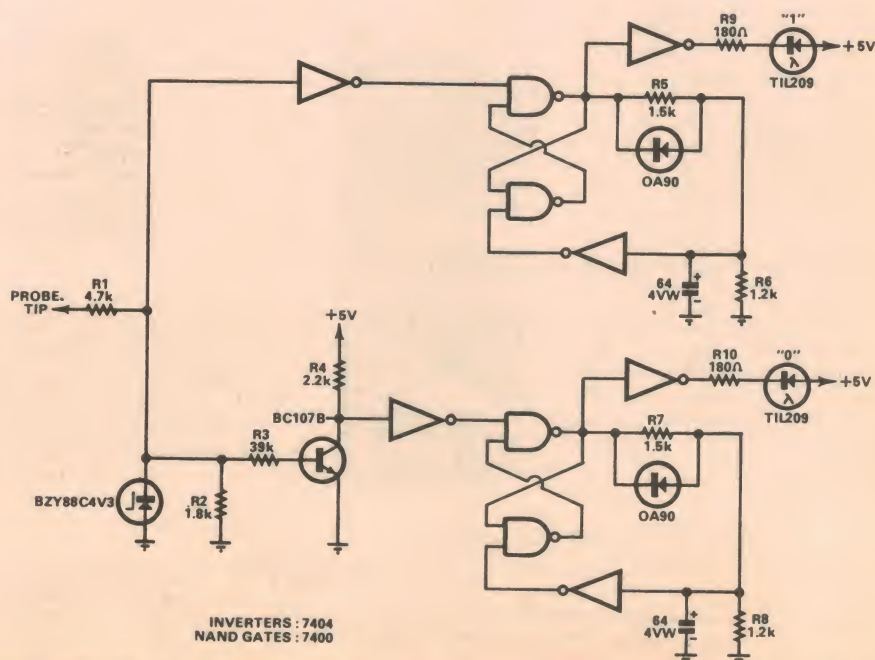 R9
180Ω
"1"
+5V
λ
TIL209
R5
1.5k
OA90
R1
4.7k
PROBE.
TIP
64
4VW
+
-
R6
1.2k
+5V
R4
2.2k
BC107B
R3
39k
R2
1.8k
BZY88C4V3
R10
180Ω
"0"
+5V
λ
TIL209
R7
1.5k
OA90
64
4VW
+
-
R8
1.2k
INVERTERS : 7404
NAND GATES : 7400